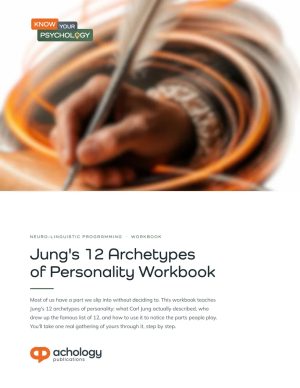 KNOW YOUR
PSYCHOLOGY
NEURO-LINGUISTIC PROGRAMMING · WORKBOOK
Jung's 12 Archetypes
of Personality Workbook
Most of us have a part we slip into without deciding to. This workbook teaches
Jung's 12 archetypes of personality: what Carl Jung actually described, who
drew up the famous list of 12, and how to use it to notice the parts people play.
You'll take one real gathering of yours through it, step by step.
achology
publications